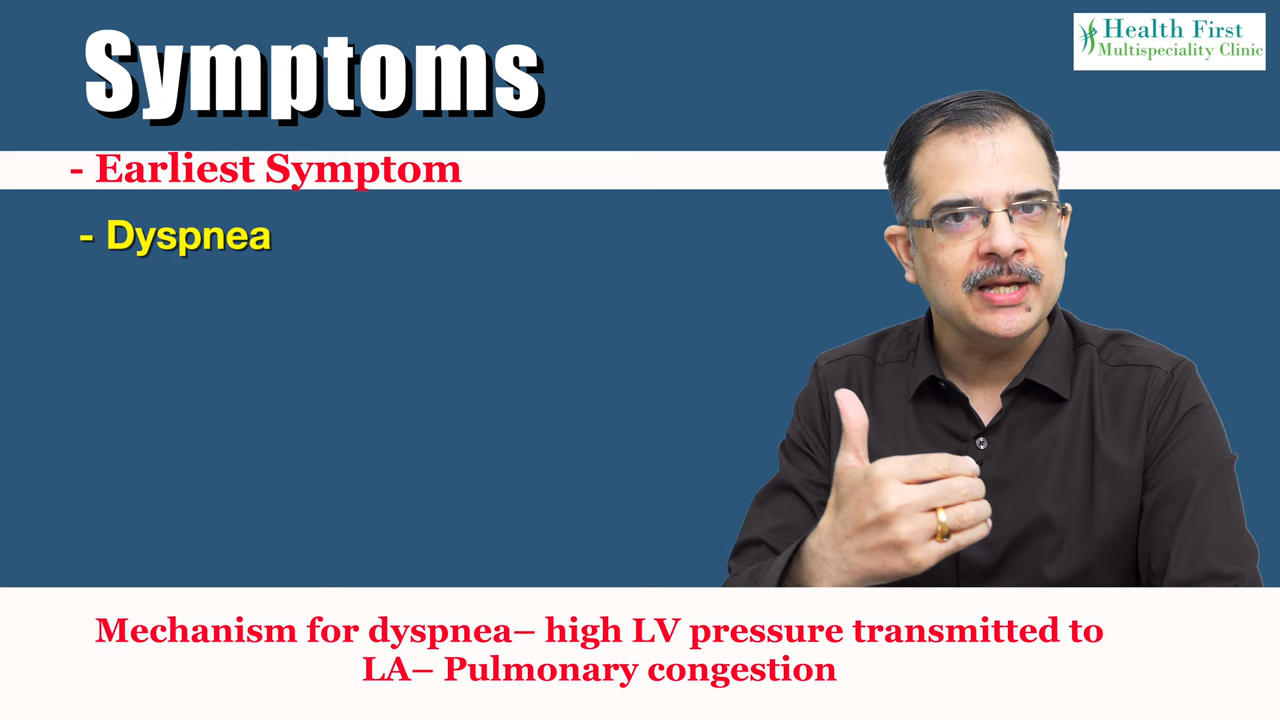 Symptoms
Health First
Multispeciality Clinic
- Earliest Symptom
- Dyspnea
Mechanism for dyspnea– high LV pressure transmitted to
LA– Pulmonary congestion